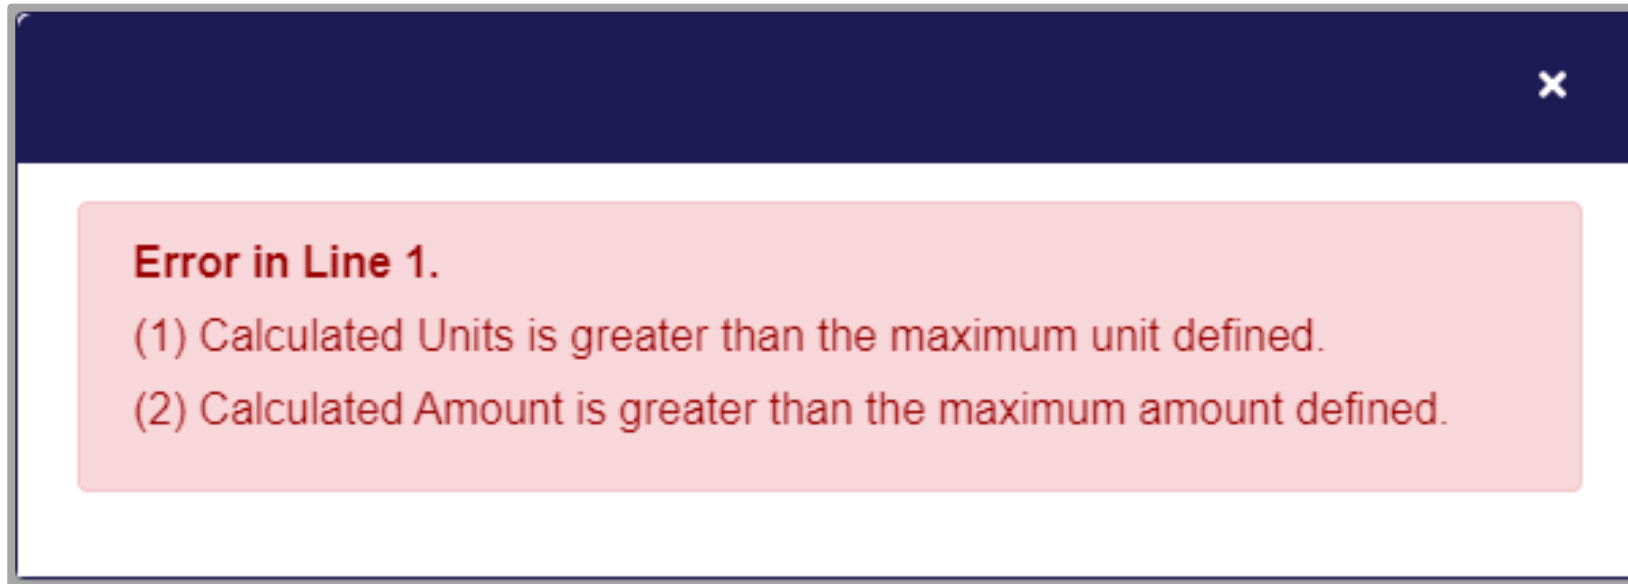 Error in Line 1.
(1) Calculated Units is greater than the maximum unit defined.
(2) Calculated Amount is greater than the maximum amount defined.